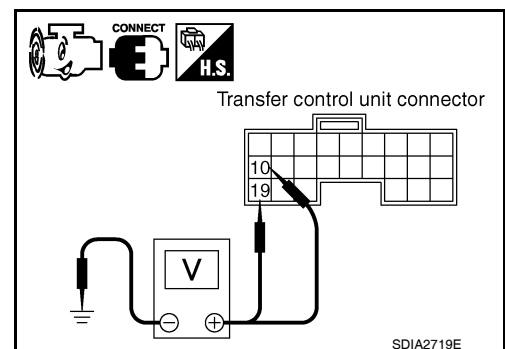 CONNECT
H.S.
Transfer control unit connector
10
19
V
− +
SDIA2719E